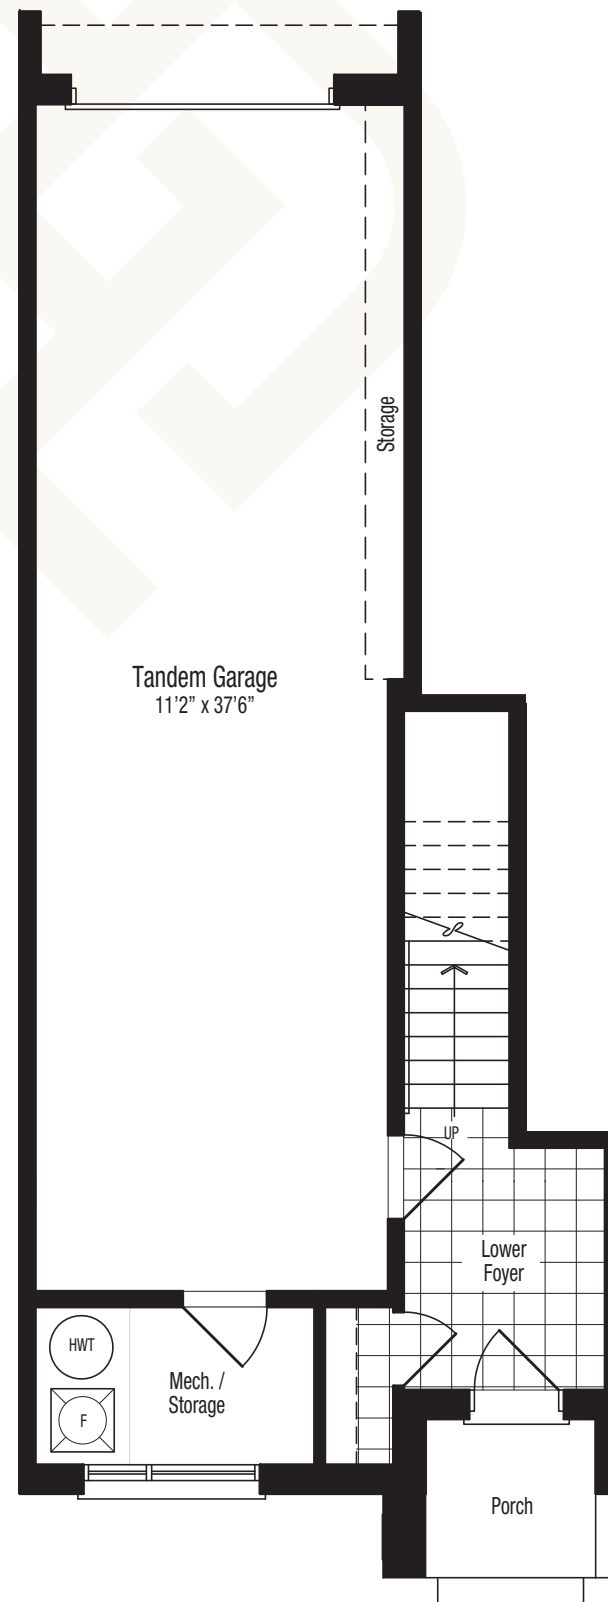 Storage
Tandem Garage
11’2” x 37’6”
UP
Lower
Foyer
HWT
Mech. /
Storage
F
Porch